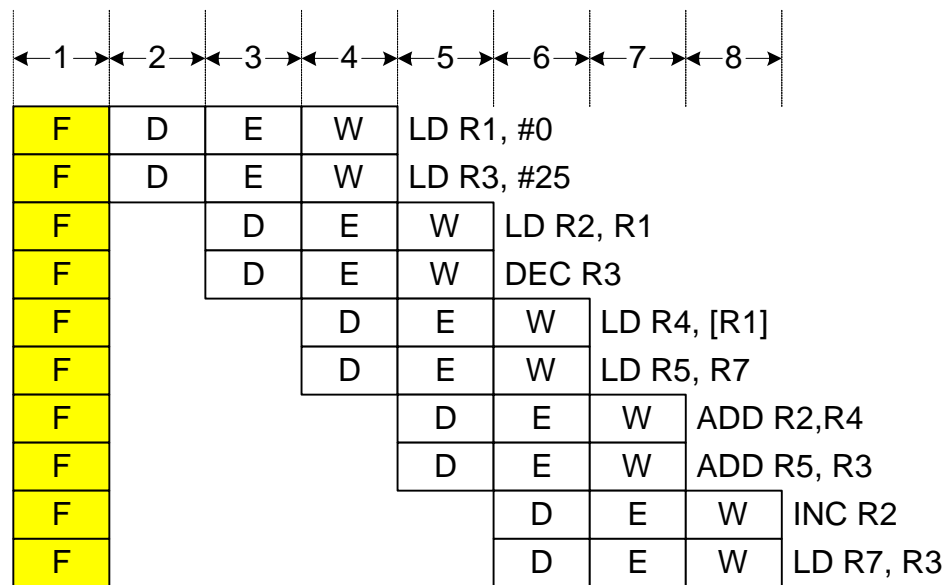 1 2 3 4 5 6 7 8
F D E W LD R1, #0
F D E W LD R3, #25
F D E W LD R2, R1
F D E W DEC R3
F D E W LD R4, [R1]
F D E W LD R5, R7
F D E W ADD R2,R4
F D E W ADD R5, R3
F D E W INC R2
F D E W LD R7, R3